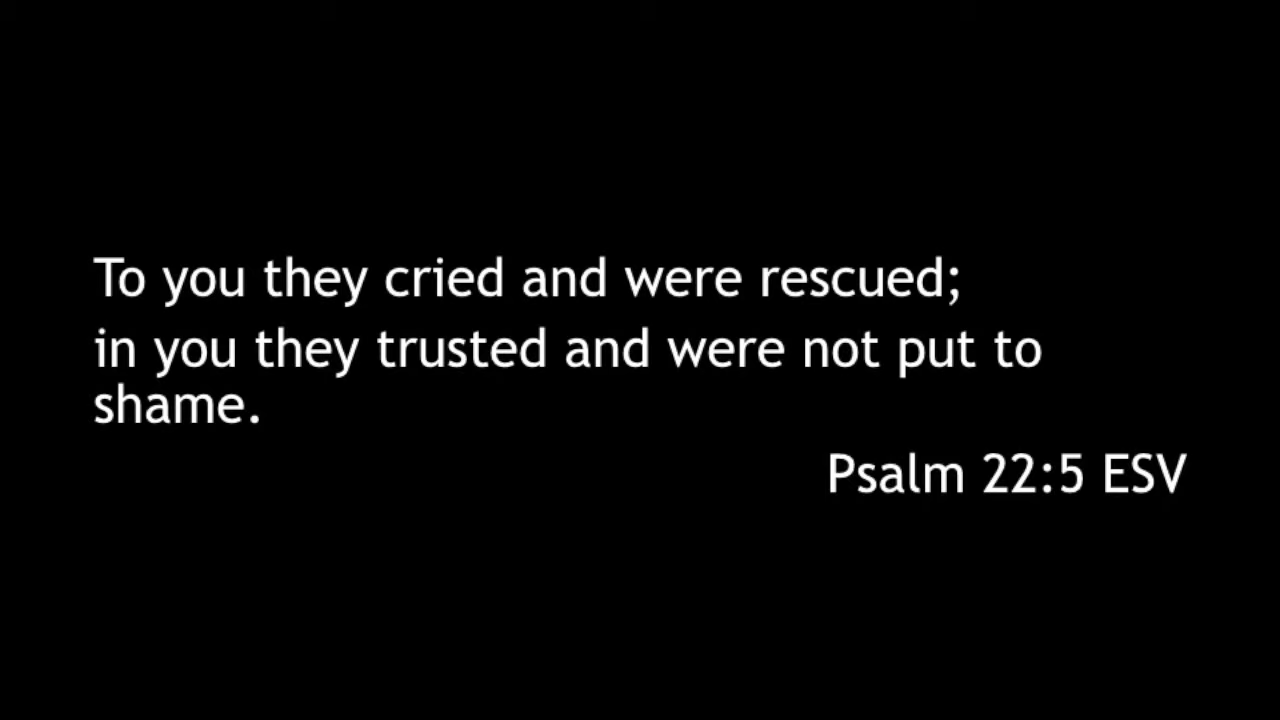 To you they cried and were rescued;
in you they trusted and were not put to
shame.
Psalm 22:5 ESV